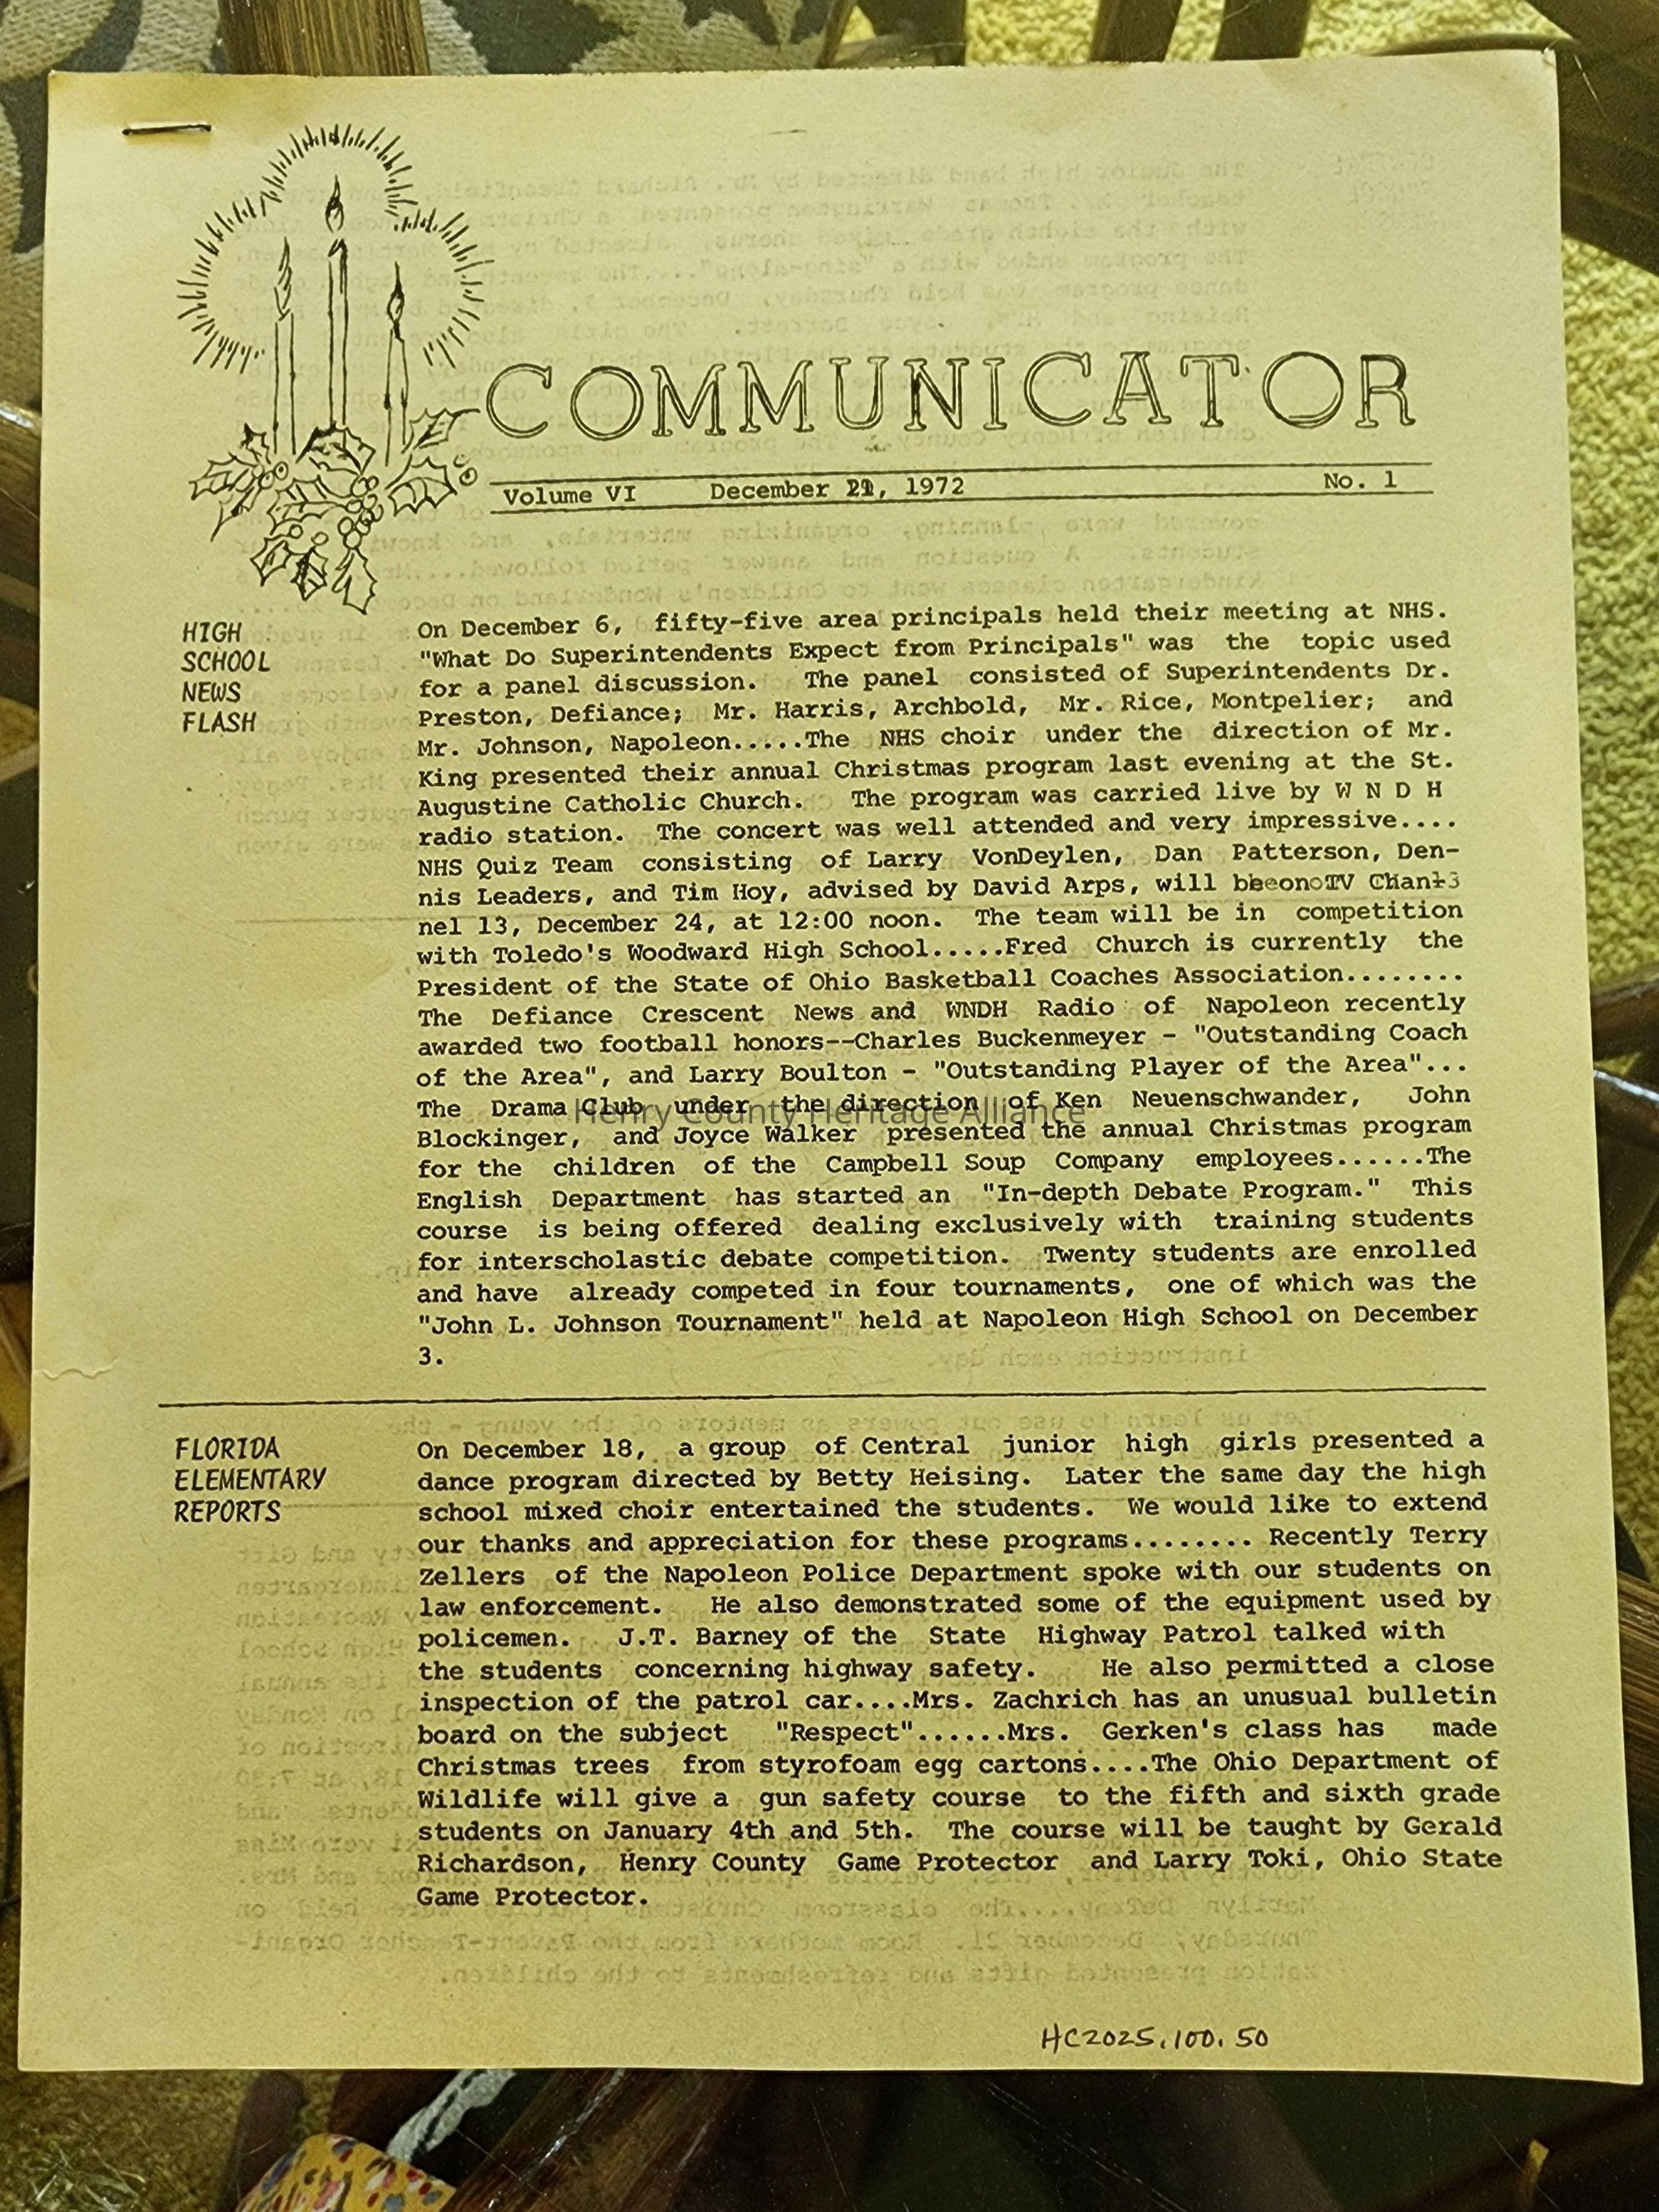 COMMUNICATOR
Volume VI December 21, 1972 No. 1
HIGH
SCHOOL
NEWS
FLASH
On December 6, fifty-five area principals held their meeting at NHS.
"What Do Superintendents Expect from Principals" was the topic used
for a panel discussion. The panel consisted of Superintendents Dr.
Preston, Defiance; Mr. Harris, Archbold, Mr. Rice, Montpelier; and
Mr. Johnson, Napoleon.....The NHS choir under the direction of Mr.
King presented their annual Christmas program last evening at the St.
Augustine Catholic Church. The program was carried live by W N D H
radio station. The concert was well attended and very impressive....
NHS Quiz Team consisting of Larry VonDeylen, Dan Patterson, Den-
nis Leaders, and Tim Hoy, advised by David Arps, will be on TV Chan-
nel 13, December 24, at 12:00 noon. The team will be in competition
with Toledo's Woodward High School.....Fred Church is currently the
President of the State of Ohio Basketball Coaches Association........
The Defiance Crescent News and WNDH Radio of Napoleon recently
awarded two football honors--Charles Buckenmeyer - "Outstanding Coach
of the Area", and Larry Boulton - "Outstanding Player of the Area"...
The Drama Club under the direction of Ken Neuenschwander, John
Henry County Heritage Alliance
Blockinger, and Joyce Walker presented the annual Christmas program
for the children of the Campbell Soup Company employees......The
English Department has started an "In-depth Debate Program." This
course is being offered dealing exclusively with training students
for interscholastic debate competition. Twenty students are enrolled
and have already competed in four tournaments, one of which was the
"John L. Johnson Tournament" held at Napoleon High School on December
3.
FLORIDA
ELEMENTARY
REPORTS
On December 18, a group of Central junior high girls presented a
dance program directed by Betty Heising. Later the same day the high
school mixed choir entertained the students. We would like to extend
our thanks and appreciation for these programs........ Recently Terry
Zellers of the Napoleon Police Department spoke with our students on
law enforcement. He also demonstrated some of the equipment used by
policemen. J.T. Barney of the State Highway Patrol talked with
the students concerning highway safety. He also permitted a close
inspection of the patrol car....Mrs. Zachrich has an unusual bulletin
board on the subject "Respect"......Mrs. Gerken's class has made
Christmas trees from styrofoam egg cartons....The Ohio Department of
Wildlife will give a gun safety course to the fifth and sixth grade
students on January 4th and 5th. The course will be taught by Gerald
Richardson, Henry County Game Protector and Larry Toki, Ohio State
Game Protector.
HC2025.100.50